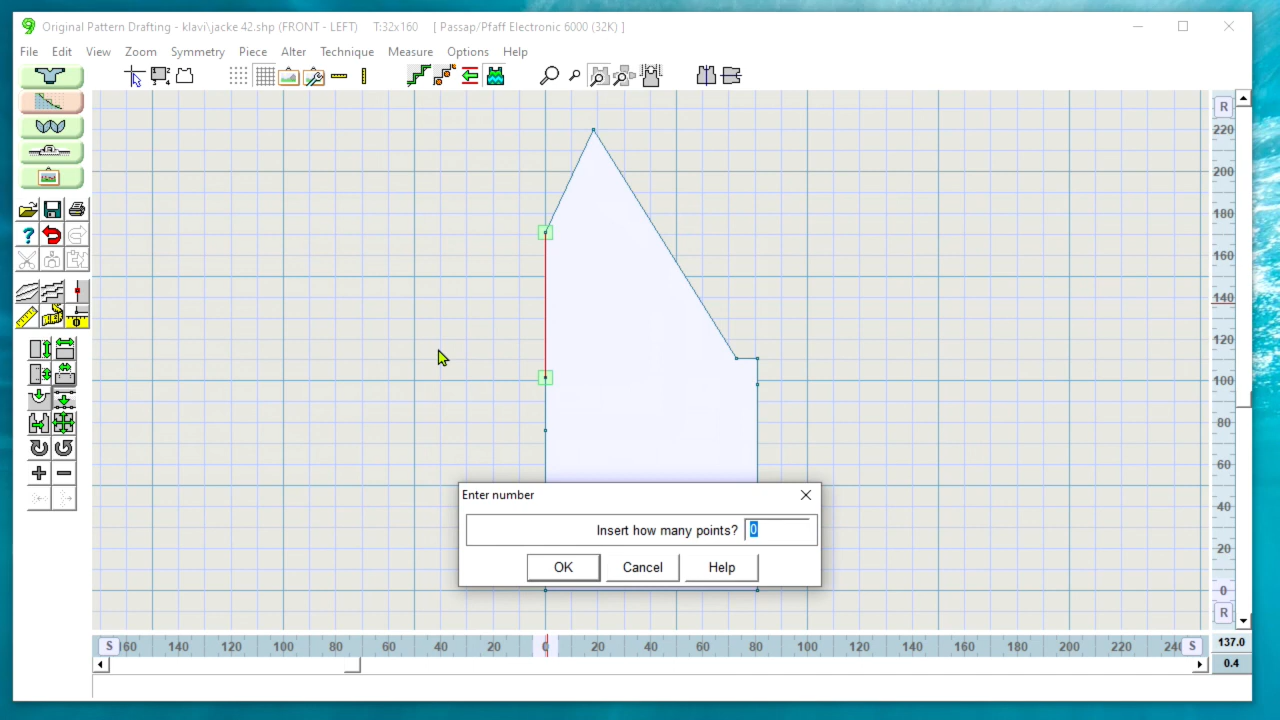 Original Pattern Drafting - klavi\jacke 42:shp (FRONT - LEFT) T:32x160 [ Passap/Pfaff Electronic 6000 (32K) ]
File Edit View Zoom Symmetry Piece Alter Technique Measure Options Help
R
220
200
180
160
140
120
100
80
60
40
20
0
R
Enter number
Insert how many points? 0
OK Cancel Help
S 60 140 120 100 80 60 40 20 0 20 40 60 80 100 120 140 160 180 200 220 24 S
137.0
0.4